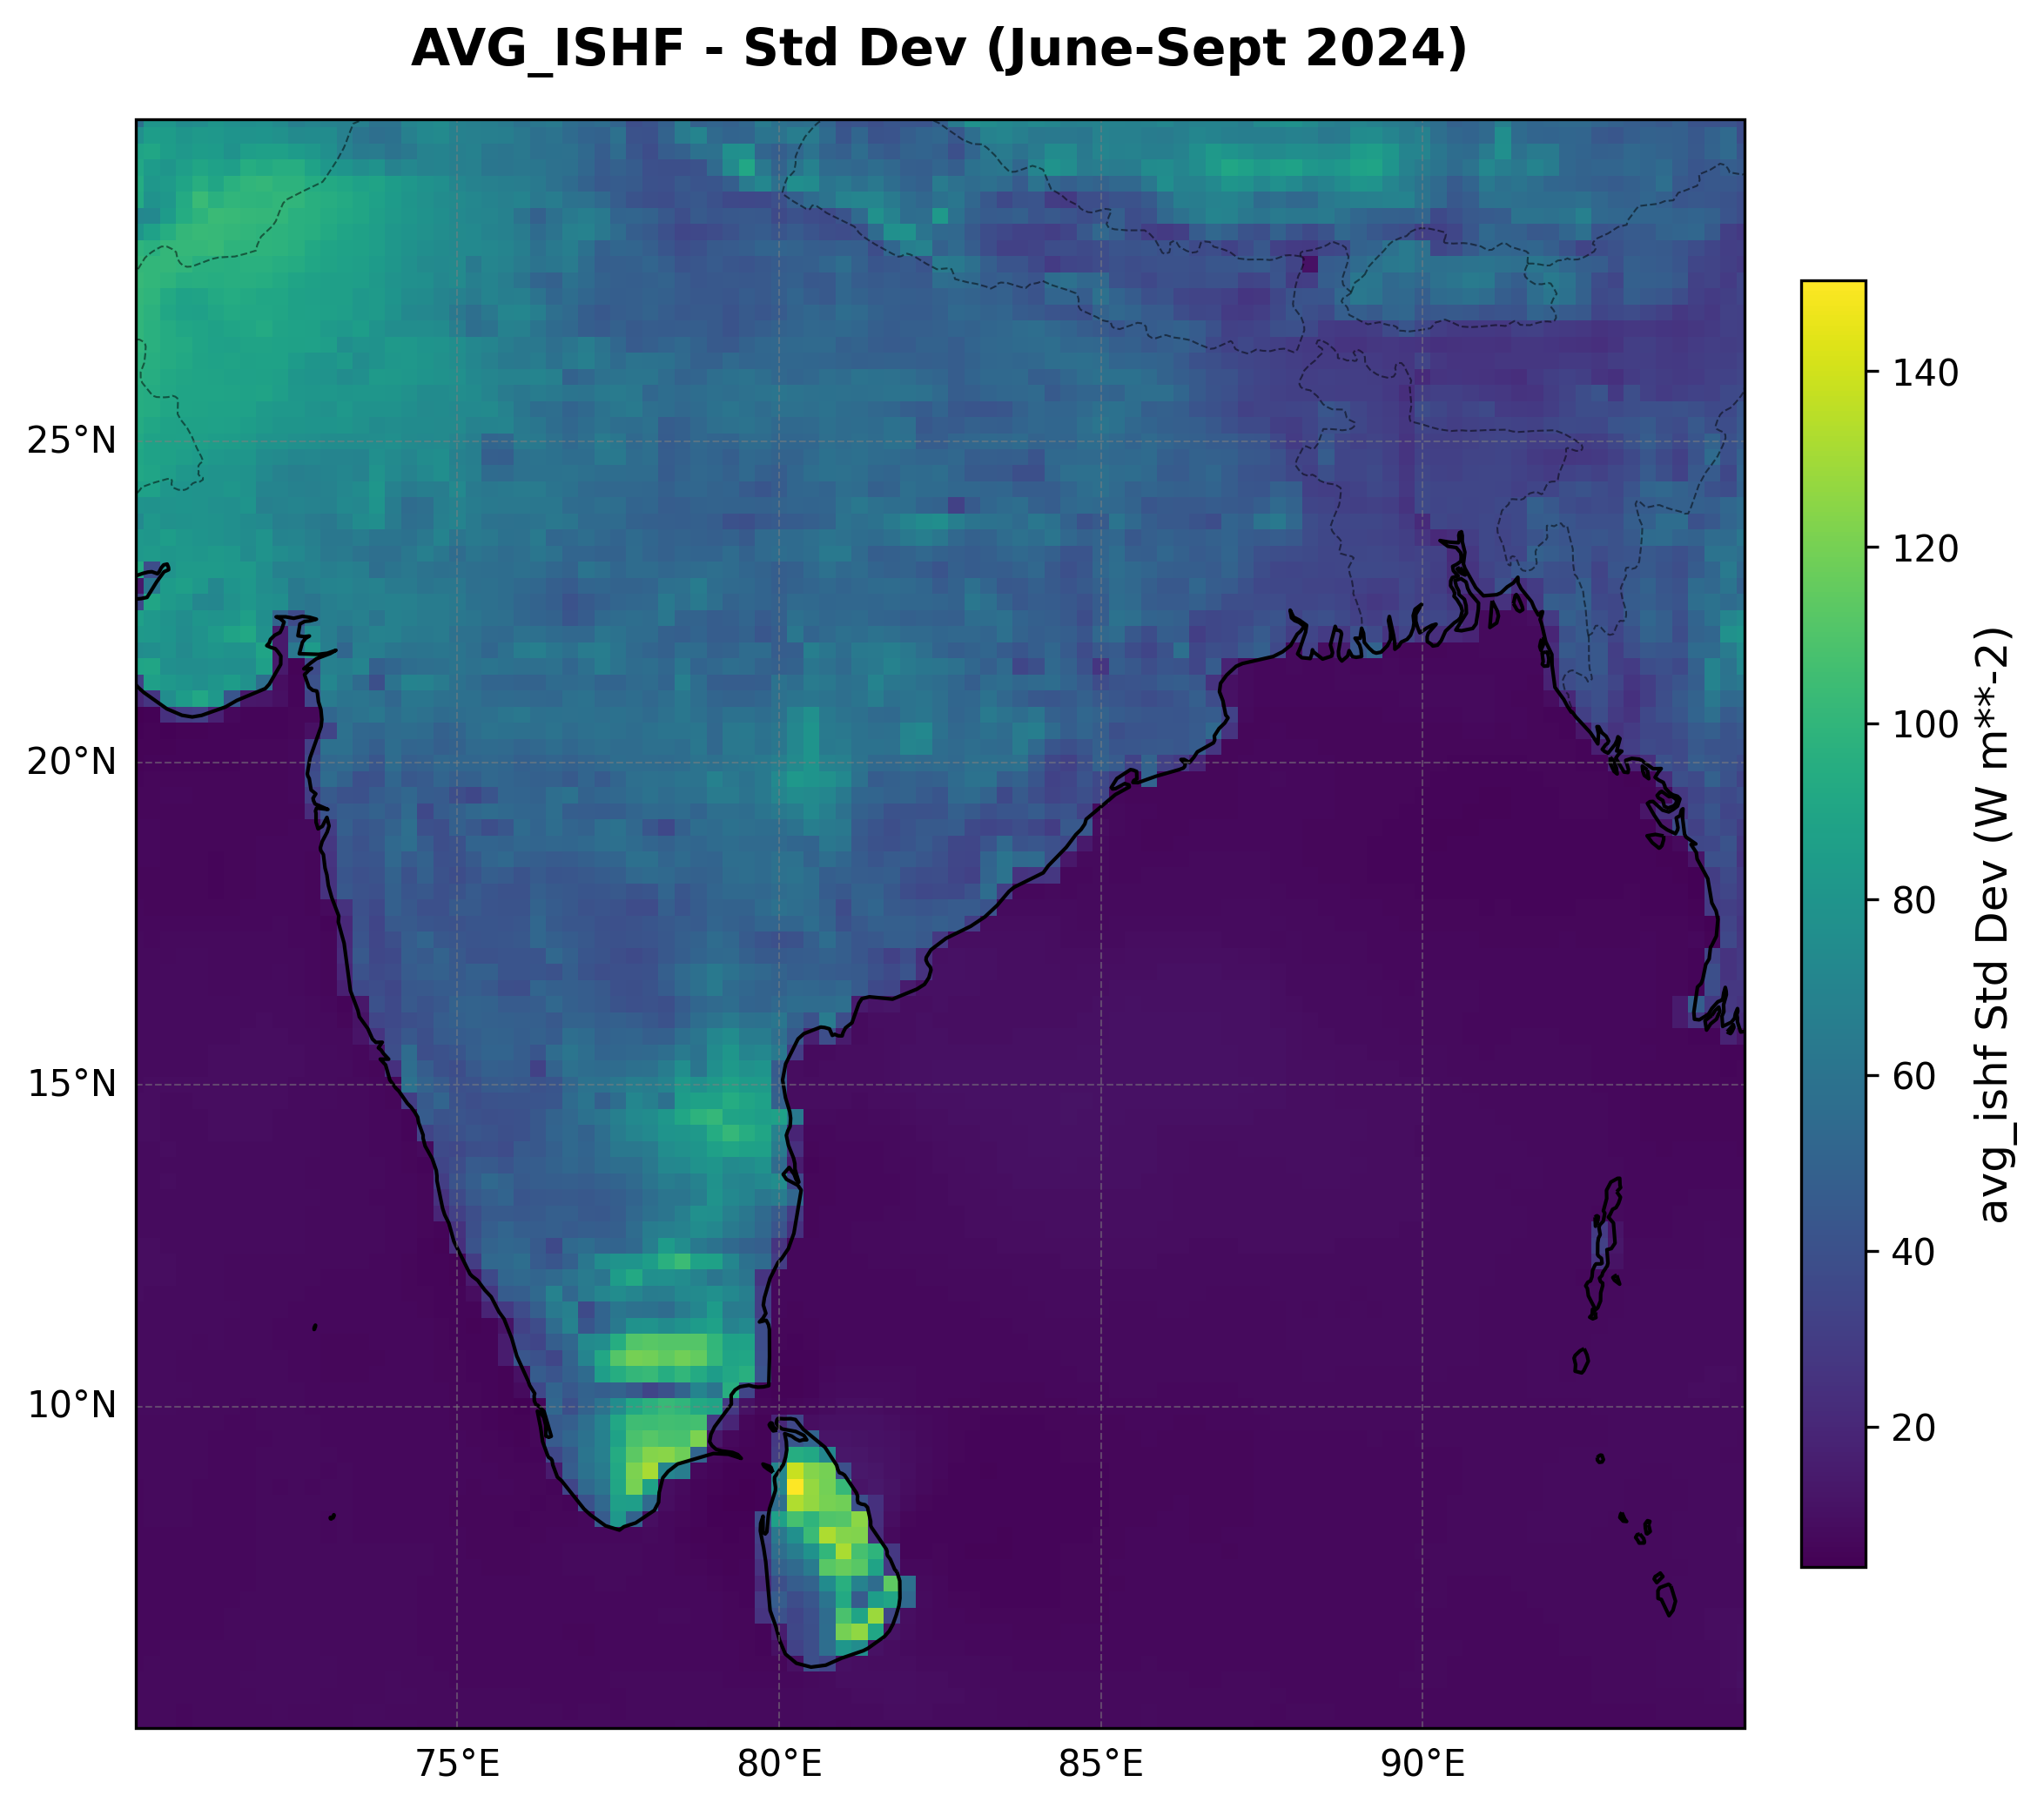 AVG_ISHF - Std Dev (June-Sept 2024)
25°N
20°N
15°N
10°N
75°E
80°E
85°E
90°E
140
120
100
80
60
40
20
avg_ishf Std Dev (W m**-2)